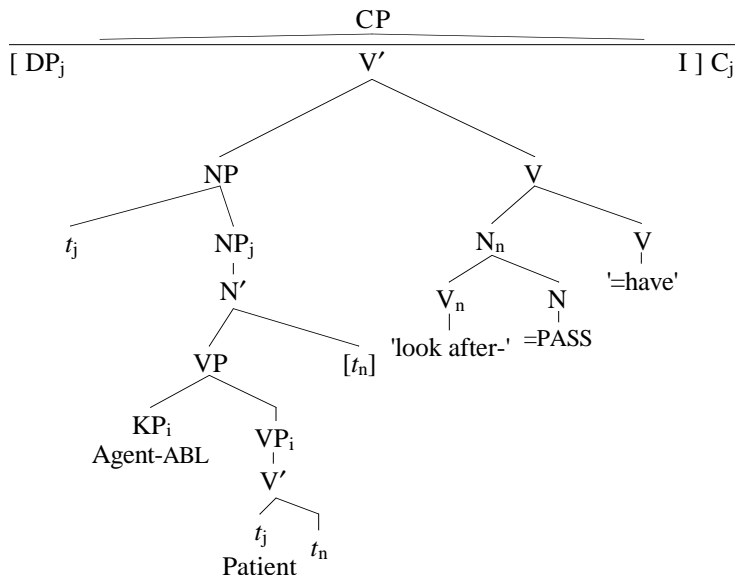 CP
[ DPⱼ V′ I ] Cⱼ
NP V
tⱼ NPⱼ Nₙ V
N′ Vₙ N '=have'
VP [tₙ] 'look after-' =PASS
KPᵢ VPᵢ
Agent-ABL V′
tⱼ tₙ
Patient